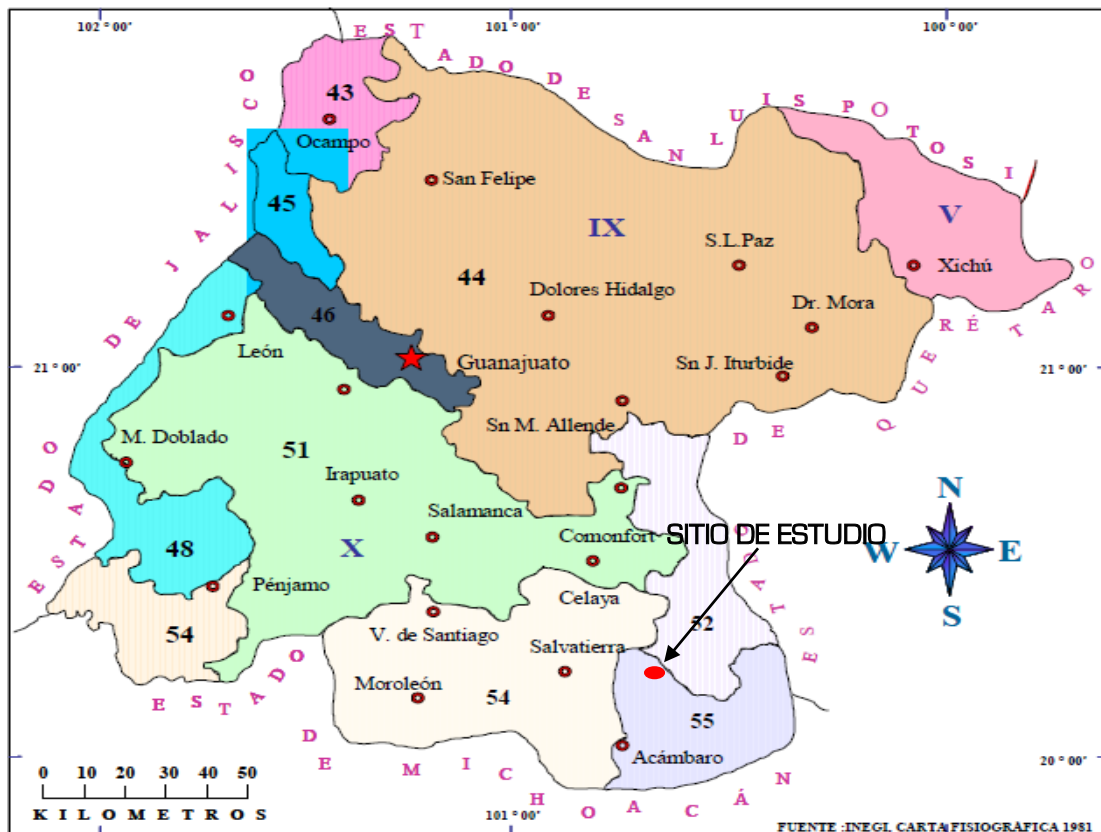 102 ° 00'
101 ° 00'
100 ° 00'
ESTADO DE SAN LUIS POTOSI
ESTADO DE JALISCO
43
Ocampo
San Felipe
45
IX
V
S.L.Paz
Xichú
44
Dolores Hidalgo
Dr. Mora
46
León
Guanajuato
Sn J. Iturbide
21 ° 00'
21 ° 00'
ESTADO DE QUERÉTARO
Sn M. Allende
M. Doblado
51
Irapuato
Salamanca
N
SITIO DE ESTUDIO
W
E
S
48
X
Comonfort
Pénjamo
Celaya
54
V. de Santiago
52
Salvatierra
Moroleón
54
55
Acámbaro
ESTADO DE MICHOACÁN
20 ° 00'
0 10 20 30 40 50
KILOMETROS
101 ° 00'
FUENTE :INEGI, CARTA FISIOGRÁFICA 1981